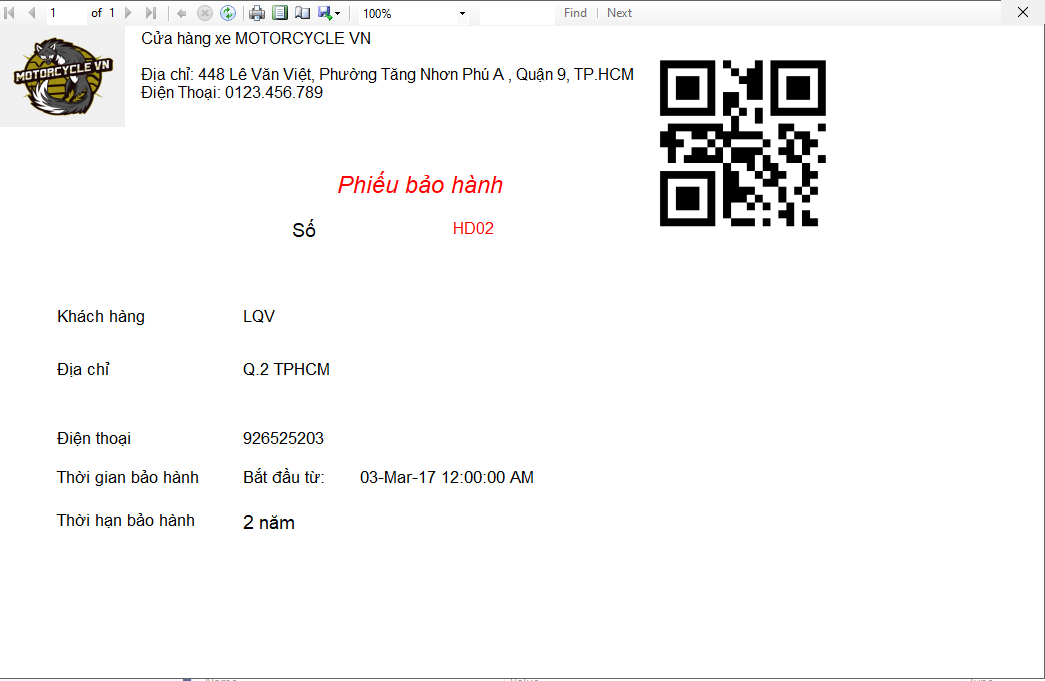 1 of 1 100% Find Next
MOTORCYCLE VN
Cửa hàng xe MOTORCYCLE VN
Địa chỉ: 448 Lê Văn Việt, Phường Tăng Nhơn Phú A , Quận 9, TP.HCM
Điện Thoại: 0123.456.789
Phiếu bảo hành
Số HD02
Khách hàng LQV
Địa chỉ Q.2 TPHCM
Điện thoại 926525203
Thời gian bảo hành Bắt đầu từ: 03-Mar-17 12:00:00 AM
Thời hạn bảo hành 2 năm